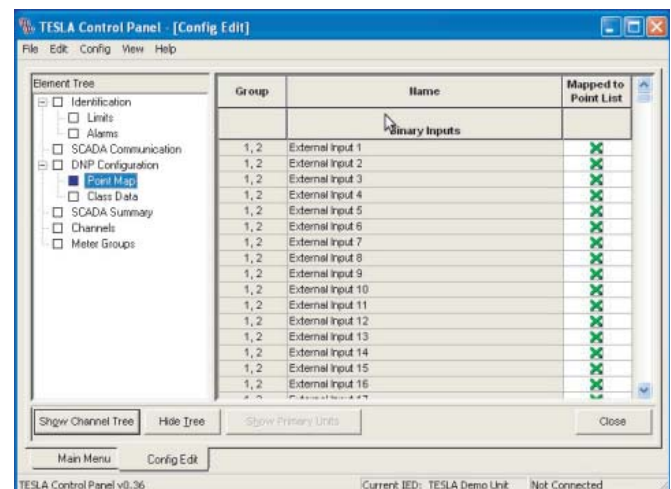 TESLA Control Panel - [Config Edit]
File Edit Config View Help
Element Tree
Identification
Limits
Alarms
SCADA Communication
DNP Configuration
Point Map
Class Data
SCADA Summary
Channels
Meter Groups
Group Name Mapped to Point List
Binary Inputs
1, 2 External Input 1
1, 2 External Input 2
1, 2 External Input 3
1, 2 External Input 4
1, 2 External Input 5
1, 2 External Input 6
1, 2 External Input 7
1, 2 External Input 8
1, 2 External Input 9
1, 2 External Input 10
1, 2 External Input 11
1, 2 External Input 12
1, 2 External Input 13
1, 2 External Input 14
1, 2 External Input 15
1, 2 External Input 16
Show Channel Tree Hide Tree Show Primary Units Close
Main Menu Config Edit
TESLA Control Panel v0.36 Current IED: TESLA Demo Unit Not Connected